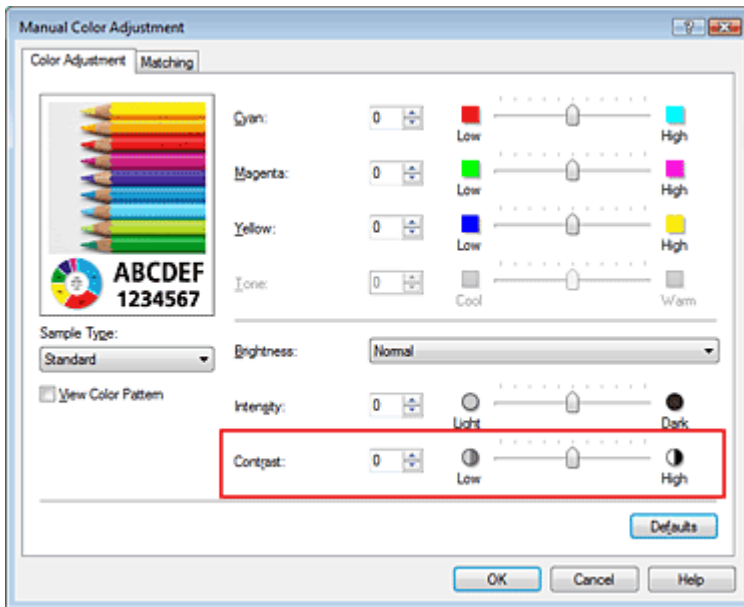 Manual Color Adjustment
Color Adjustment Matching
Cyan: 0 Low High
Magenta: 0 Low High
Yellow: 0 Low High
ABCDEF
1234567
Tone: 0 Cool Warm
Sample Type:
Standard
Brightness: Normal
View Color Pattern
Intensity: 0 Light Dark
Contrast: 0 Low High
Defaults
OK Cancel Help